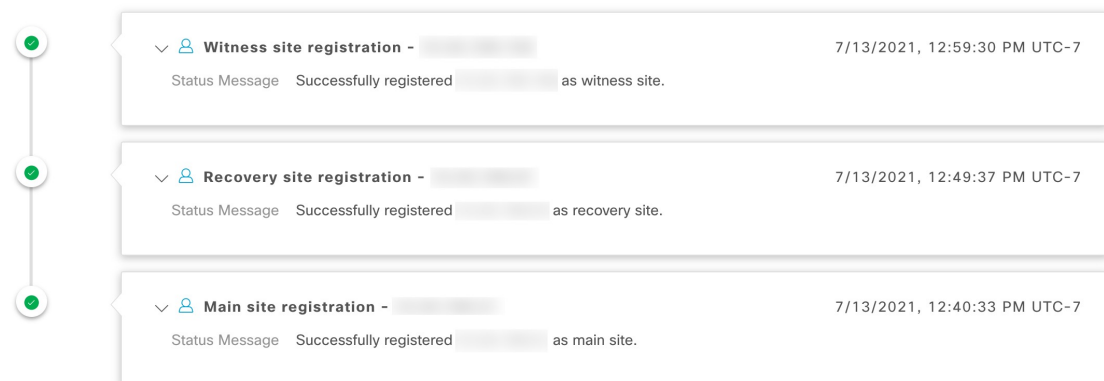 Witness site registration -
7/13/2021, 12:59:30 PM UTC-7
Status Message Successfully registered as witness site.
Recovery site registration -
7/13/2021, 12:49:37 PM UTC-7
Status Message Successfully registered as recovery site.
Main site registration -
7/13/2021, 12:40:33 PM UTC-7
Status Message Successfully registered as main site.